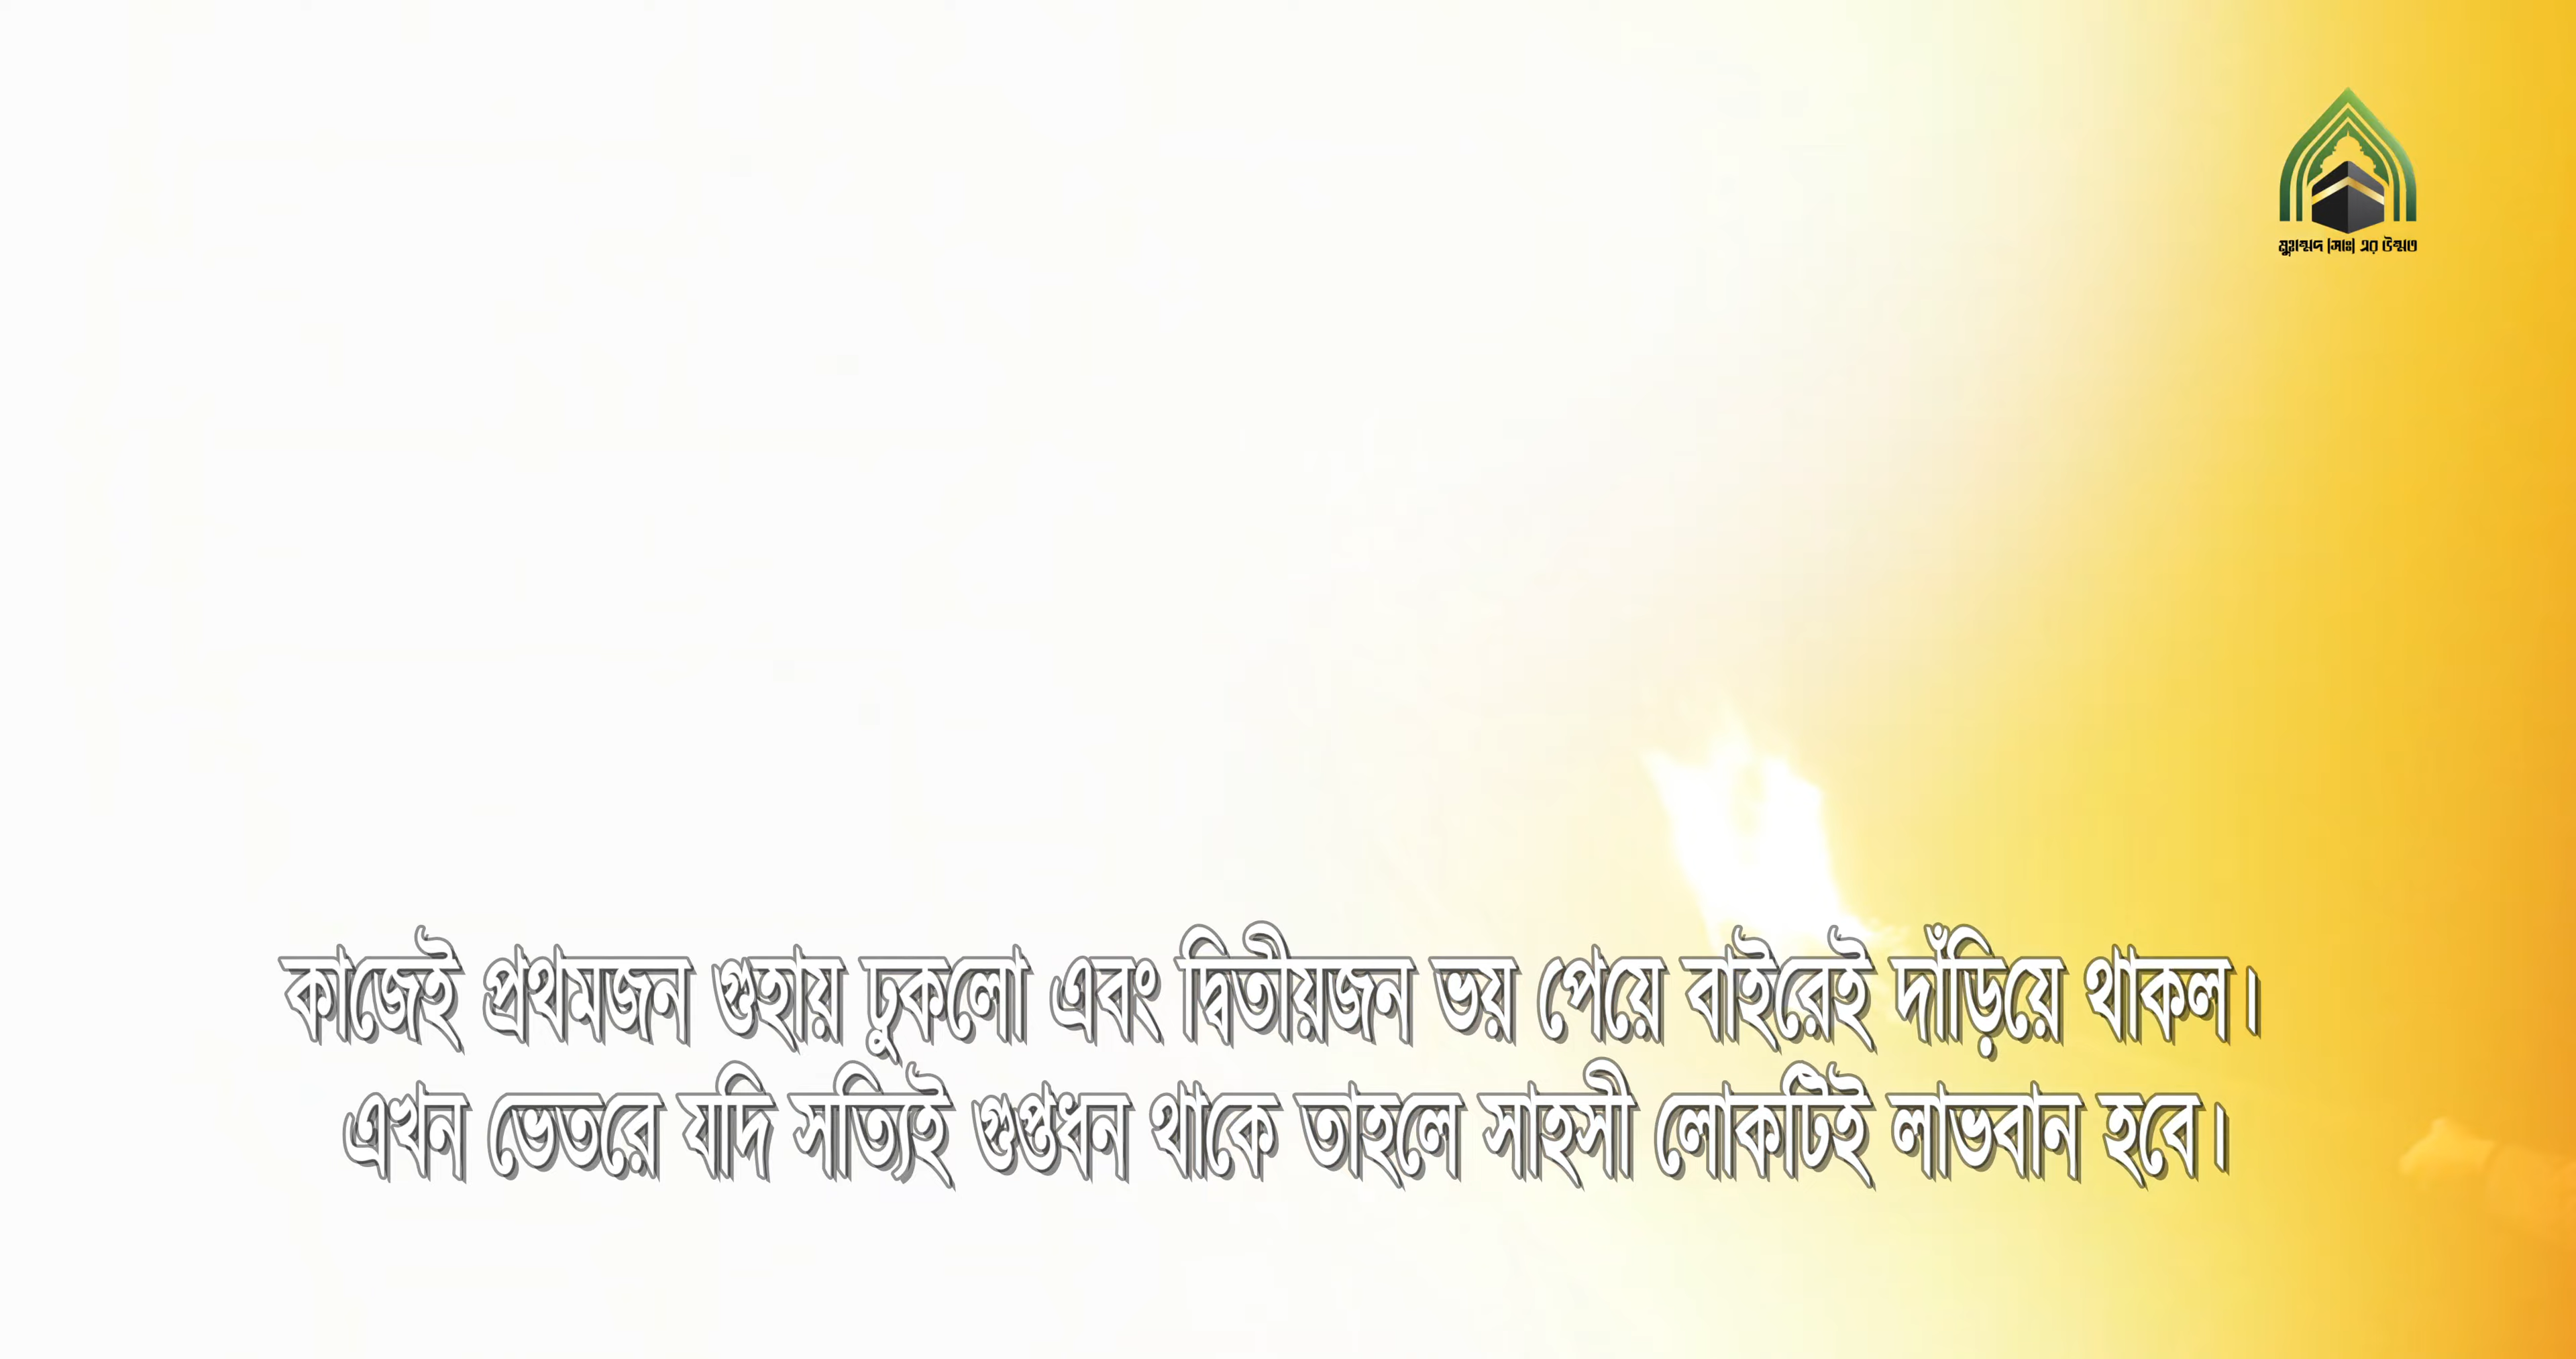 মুহাম্মদ (সাঃ) এর উম্মত
কাজেই প্রথমজন গুহায় ঢুকলো এবং দ্বিতীয়জন ভয় পেয়ে বাইরেই দাঁড়িয়ে থাকল।
এখন ভেতরে যদি সত্যিই গুপ্তধন থাকে তাহলে সাহসী লোকটিই লাভবান হবে।